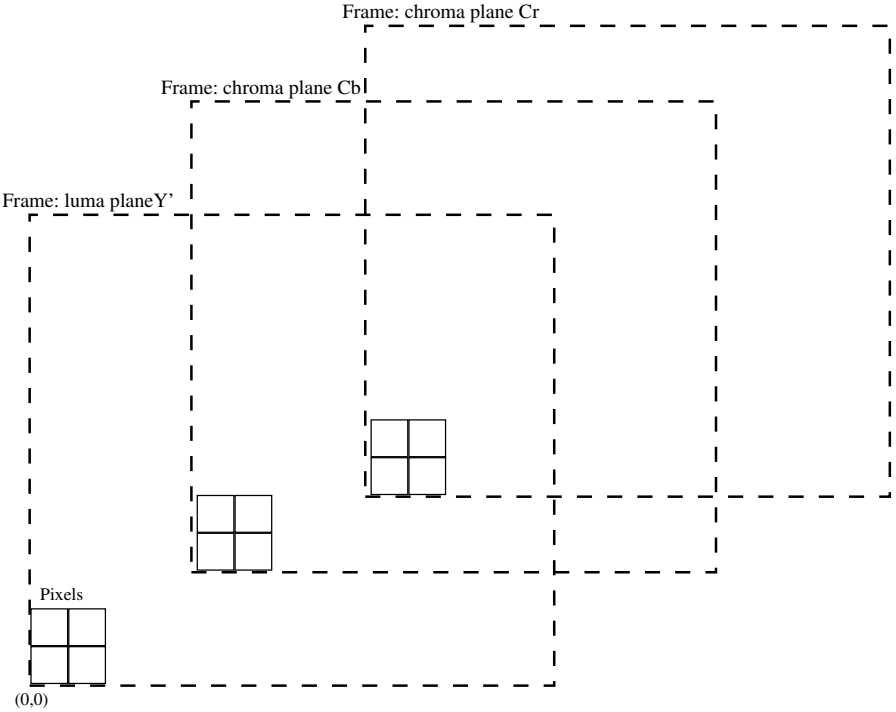 Frame: chroma plane Cr
Frame: chroma plane Cb
Frame: luma planeY’
Pixels
(0,0)